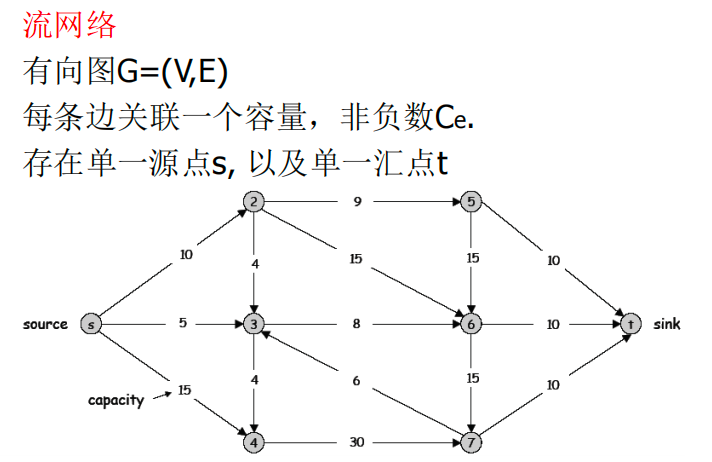 流网络
有向图G=(V,E)
每条边关联一个容量，非负数Ce.
存在单一源点s, 以及单一汇点t
2 9 5
10 4 15 15 10
source s 5 3 8 6 10 t sink
capacity 15 4 6 15 10
4 30 7